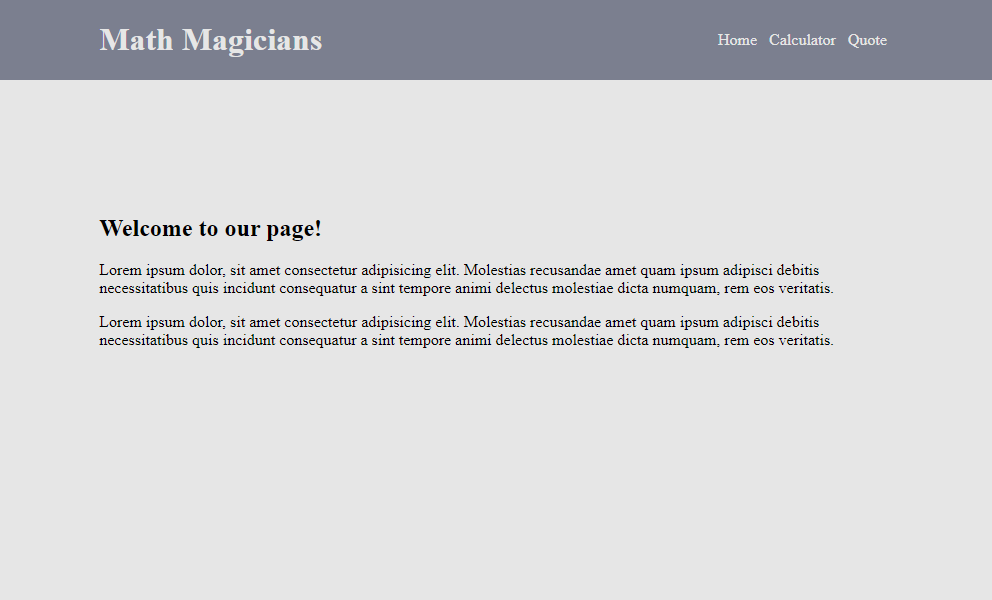 Math Magicians
Home Calculator Quote
Welcome to our page!
Lorem ipsum dolor, sit amet consectetur adipisicing elit. Molestias recusandae amet quam ipsum adipisci debitis
necessitatibus quis incidunt consequatur a sint tempore animi delectus molestiae dicta numquam, rem eos veritatis.
Lorem ipsum dolor, sit amet consectetur adipisicing elit. Molestias recusandae amet quam ipsum adipisci debitis
necessitatibus quis incidunt consequatur a sint tempore animi delectus molestiae dicta numquam, rem eos veritatis.